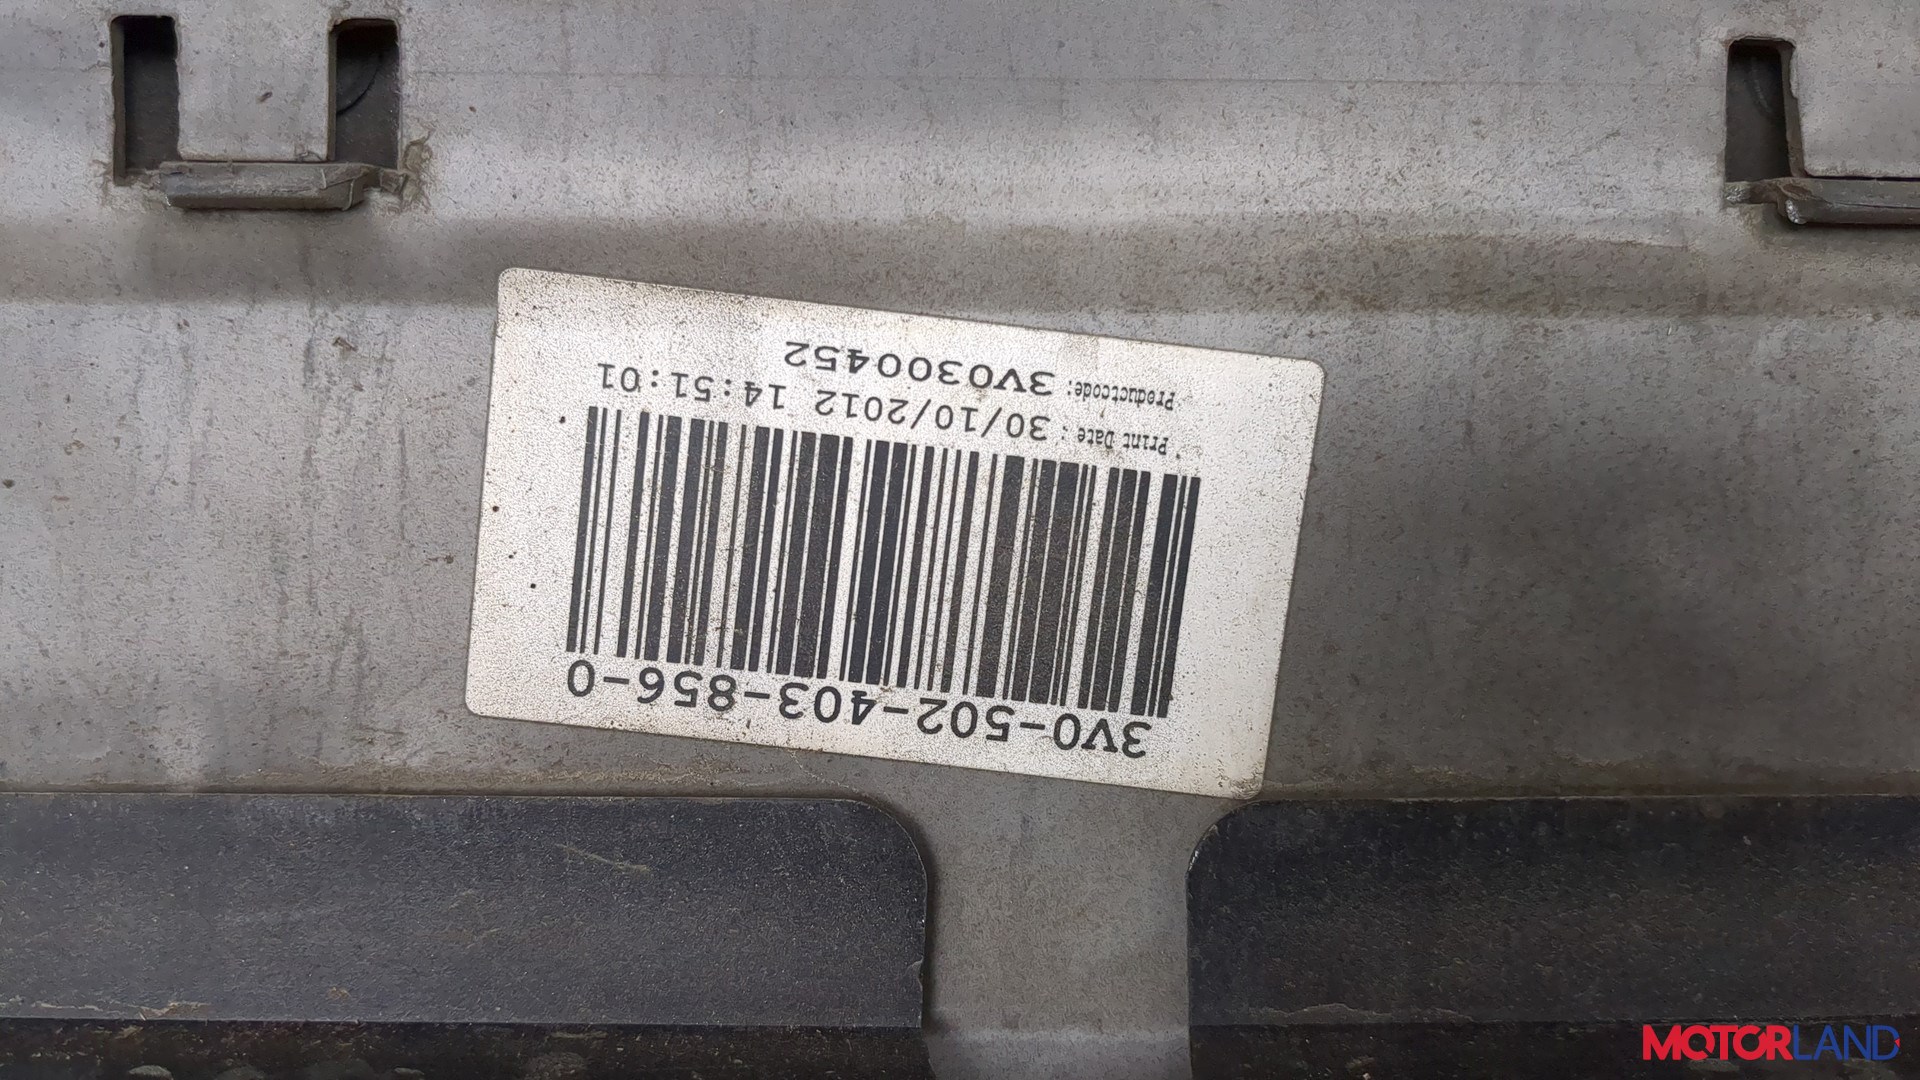 3V0-502-403-856-0
Print Date : 30/10/2012 14:51:01
Productcode: 3V0300452
MOTORLAND